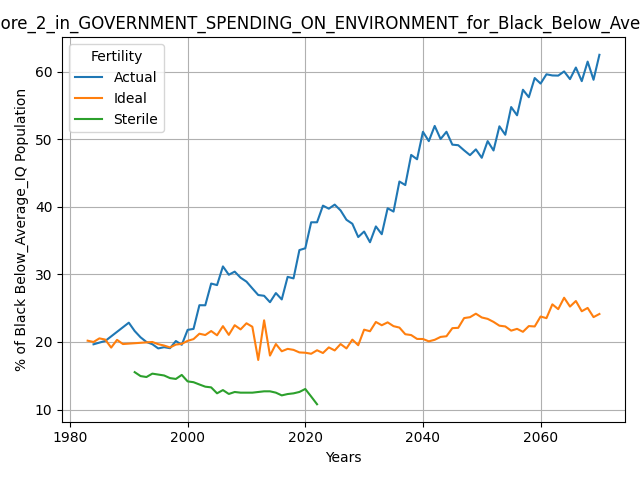 ore_2_in_GOVERNMENT_SPENDING_ON_ENVIRONMENT_for_Black_Below_Ave
Fertility
Actual
Ideal
Sterile
% of Black Below_Average_IQ Population
60
50
40
30
20
10
1980
2000
2020
2040
2060
Years